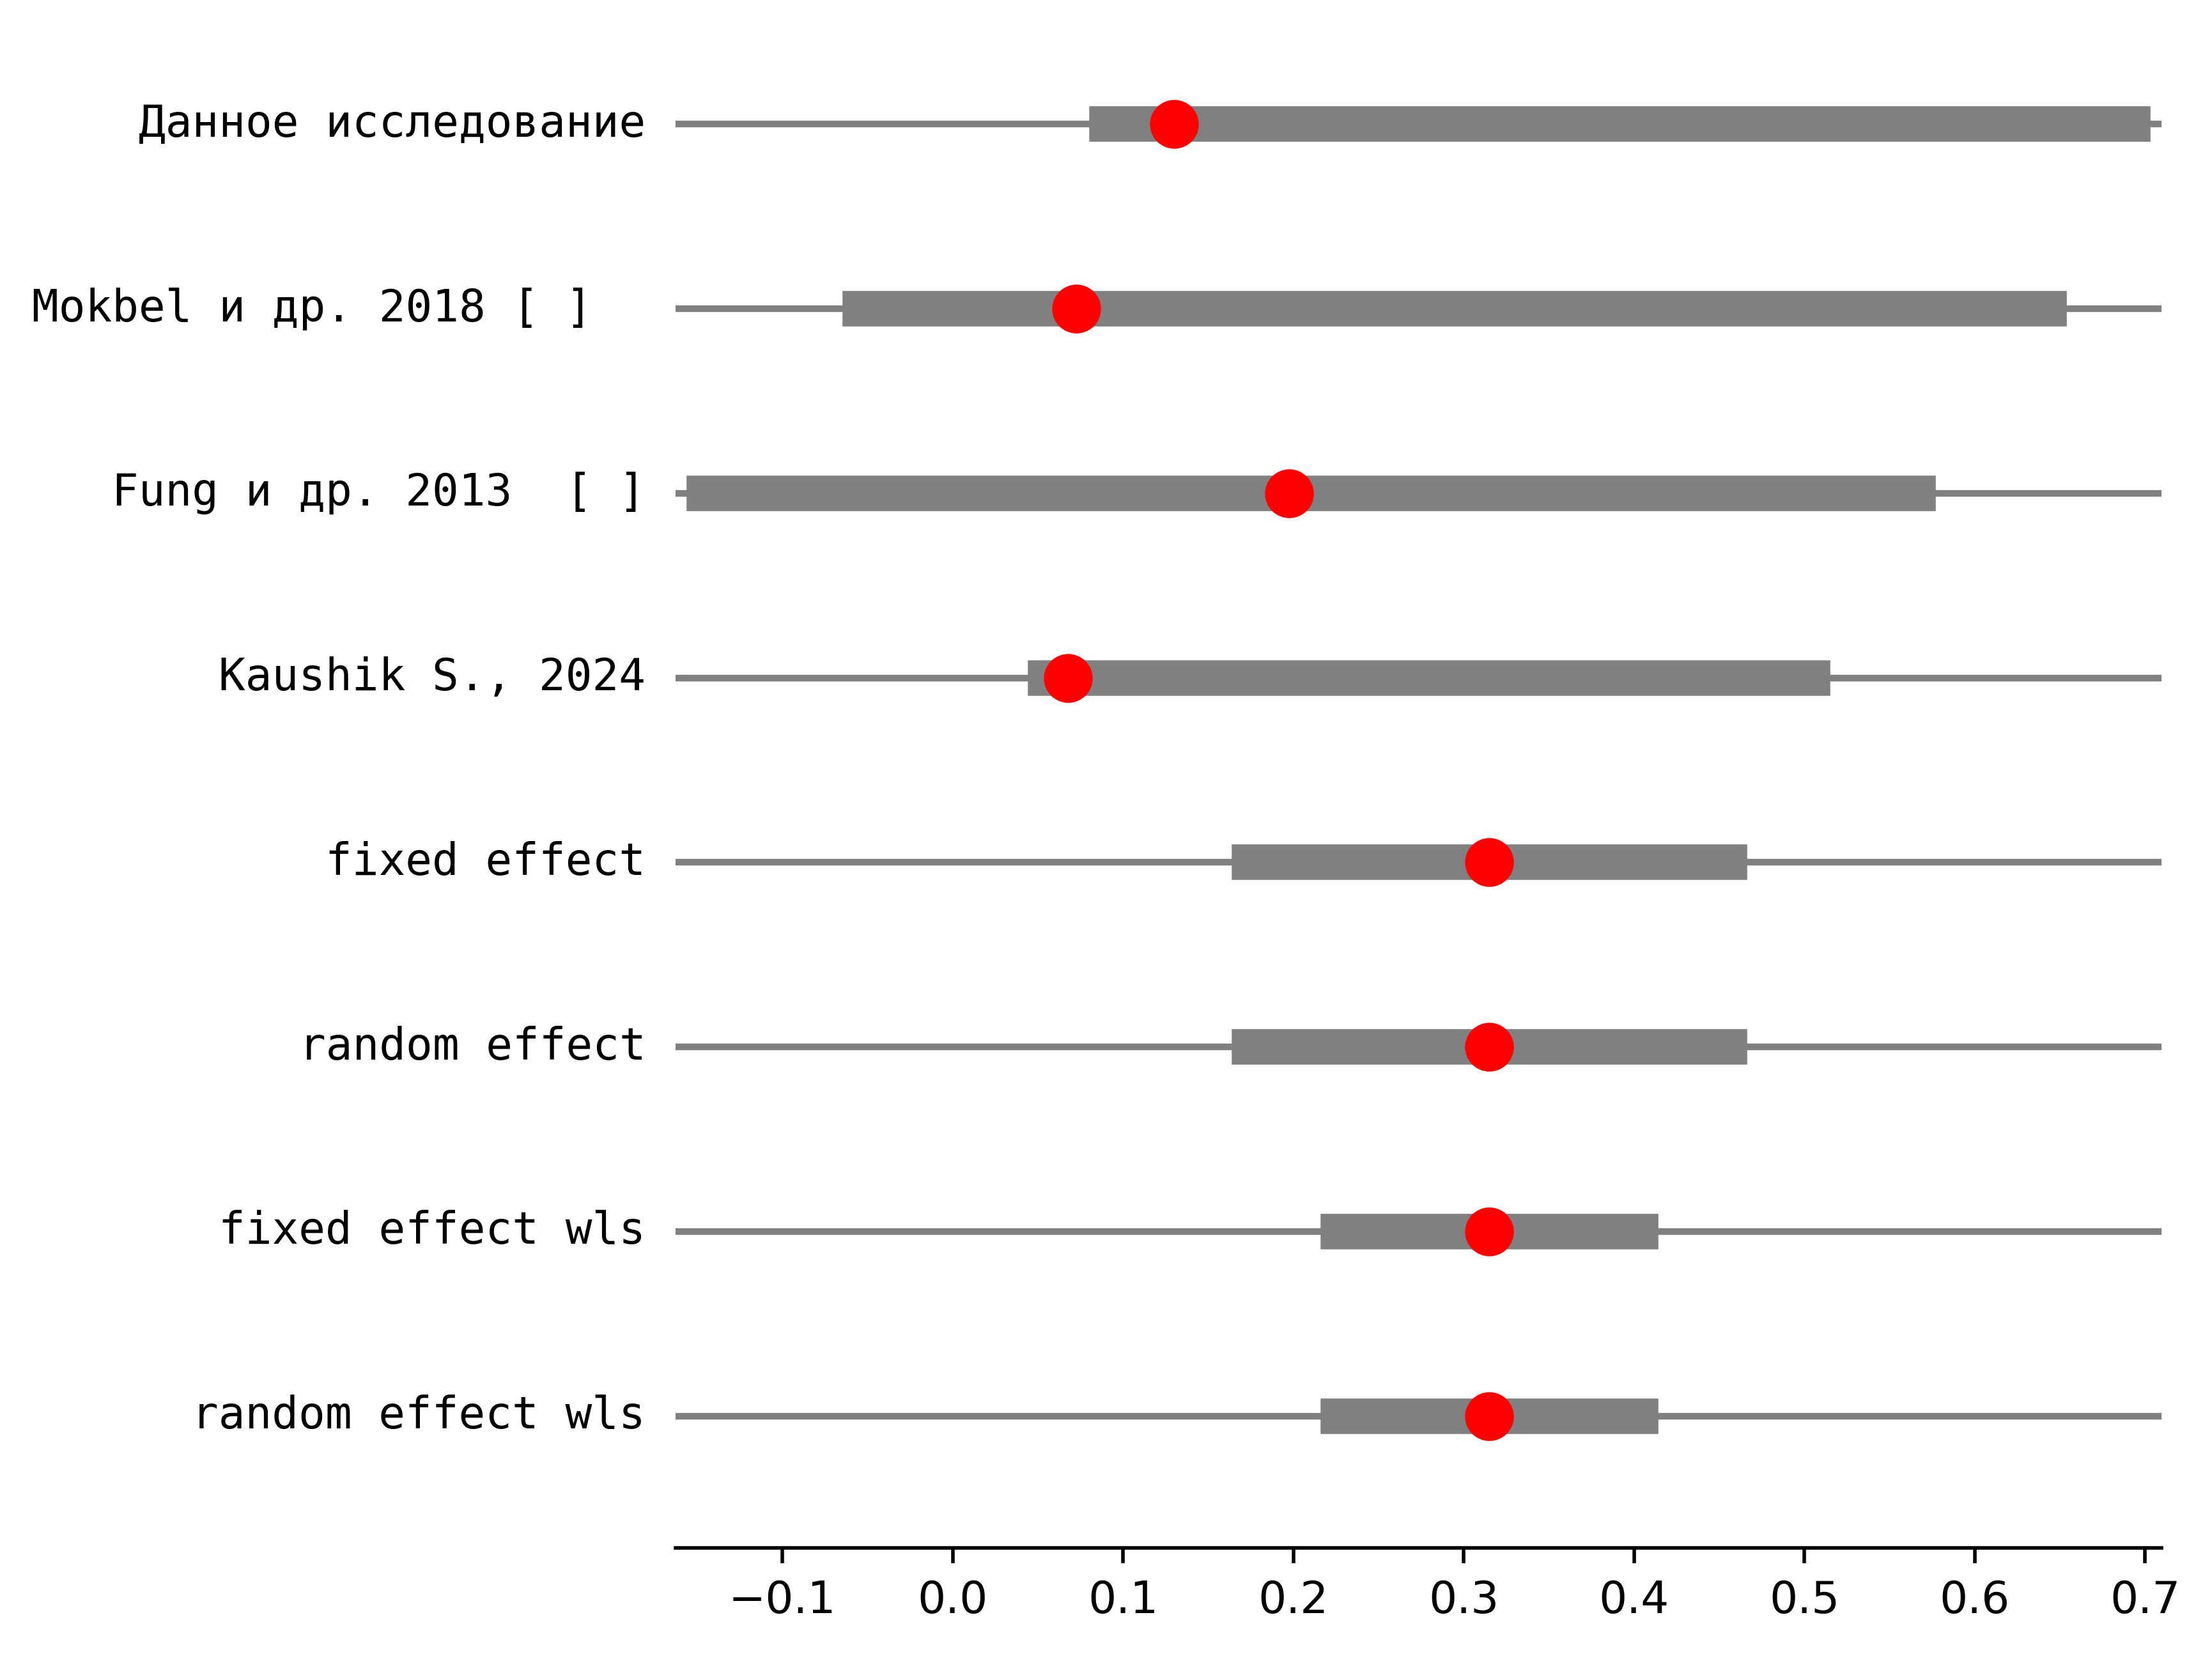 Данное исследование
Mokbel и др. 2018 [ ]
Fung и др. 2013  [ ]
Kaushik S., 2024
fixed effect
random effect
fixed effect wls
random effect wls
−0.1 0.0 0.1 0.2 0.3 0.4 0.5 0.6 0.7